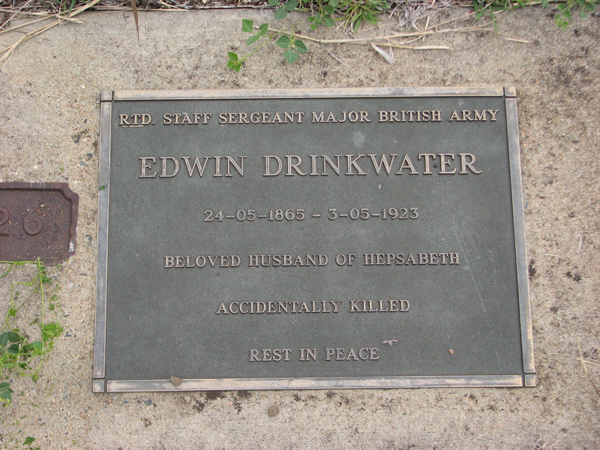 RTD. STAFF SERGEANT MAJOR BRITISH ARMY
EDWIN DRINKWATER
24-05-1865 - 3-05-1923
BELOVED HUSBAND OF HEPSABETH
ACCIDENTALLY KILLED
REST IN PEACE
26